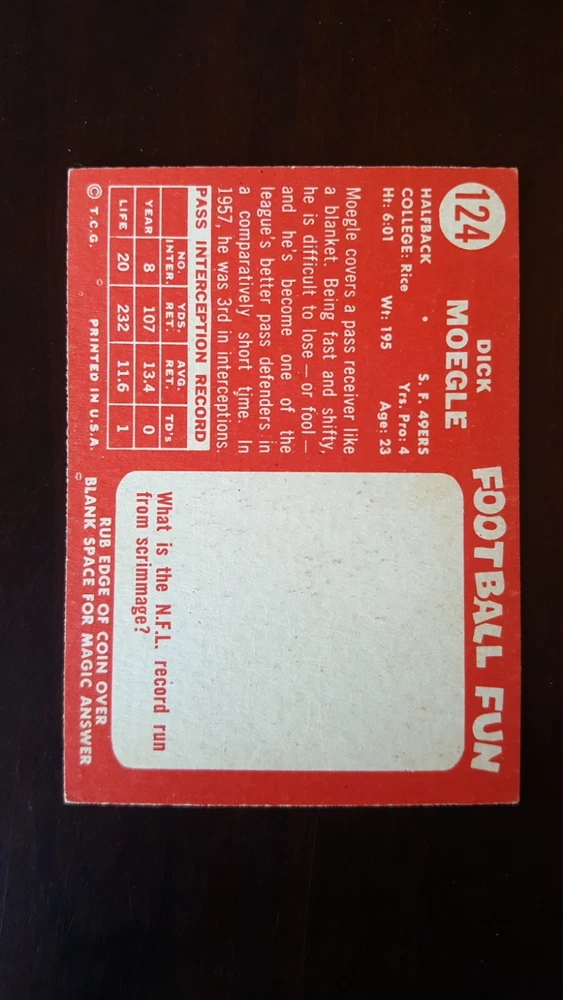 124
DICK
MOEGLE
HALFBACK S. F. 49ERS
COLLEGE: Rice Yrs. Pro: 4
Ht: 6:01 Wt: 195 Age: 23
Moegle covers a pass receiver like
a blanket. Being fast and shifty,
he is difficult to lose — or fool —
and he's become one of the
league's better pass defenders in
a comparatively short time. In
1957, he was 3rd in interceptions.
PASS INTERCEPTION RECORD
NO. INTER. YDS. RET. AVG. RET. TD's
YEAR 8 107 13.4 0
LIFE 20 232 11.6 1
© T.C.G. PRINTED IN U.S.A.
FOOTBALL FUN
What is the N.F.L. record run
from scrimmage?
RUB EDGE OF COIN OVER
BLANK SPACE FOR MAGIC ANSWER